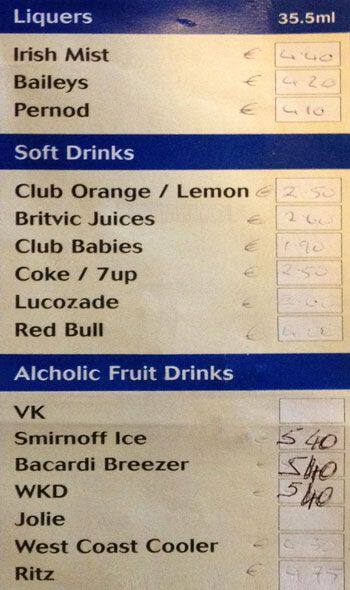 Liquers 35.5ml
Irish Mist € 4.40
Baileys € 4.20
Pernod € 4.10
Soft Drinks
Club Orange / Lemon € 2.50
Britvic Juices €
Club Babies € 1.90
Coke / 7up € 2.50
Lucozade €
Red Bull €
Alcholic Fruit Drinks
VK
Smirnoff Ice 5 40
Bacardi Breezer 5 40
WKD 5 40
Jolie
West Coast Cooler €
Ritz € 4.75